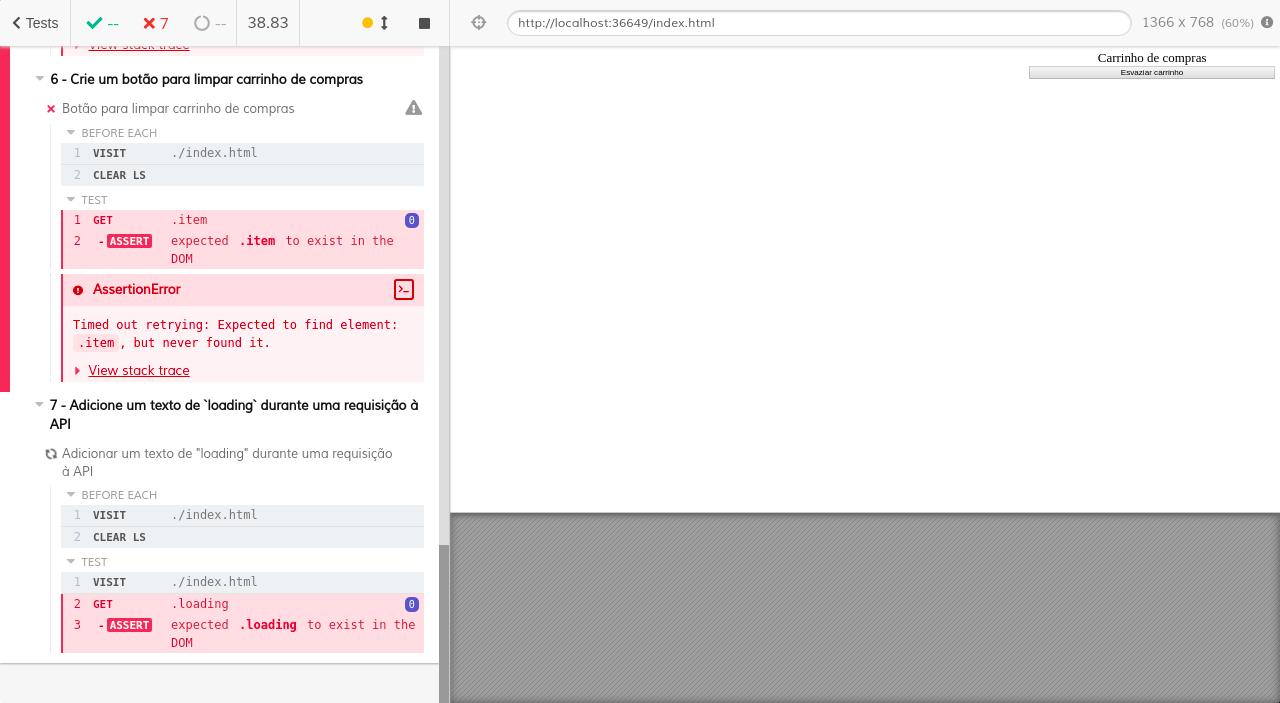 Tests -- 7 -- 38.83
http://localhost:36649/index.html 1366 x 768 (60%)
View stack trace
6 - Crie um botão para limpar carrinho de compras
Botão para limpar carrinho de compras
BEFORE EACH
1 VISIT ./index.html
2 CLEAR LS
TEST
1 GET .item 0
2 -ASSERT expected .item to exist in the
DOM
AssertionError
Timed out retrying: Expected to find element:
.item, but never found it.
View stack trace
7 - Adicione um texto de `loading` durante uma requisição à
API
Adicionar um texto de "loading" durante uma requisição
à API
BEFORE EACH
1 VISIT ./index.html
2 CLEAR LS
TEST
1 VISIT ./index.html
2 GET .loading 0
3 -ASSERT expected .loading to exist in the
DOM
Carrinho de compras
Esvaziar carrinho